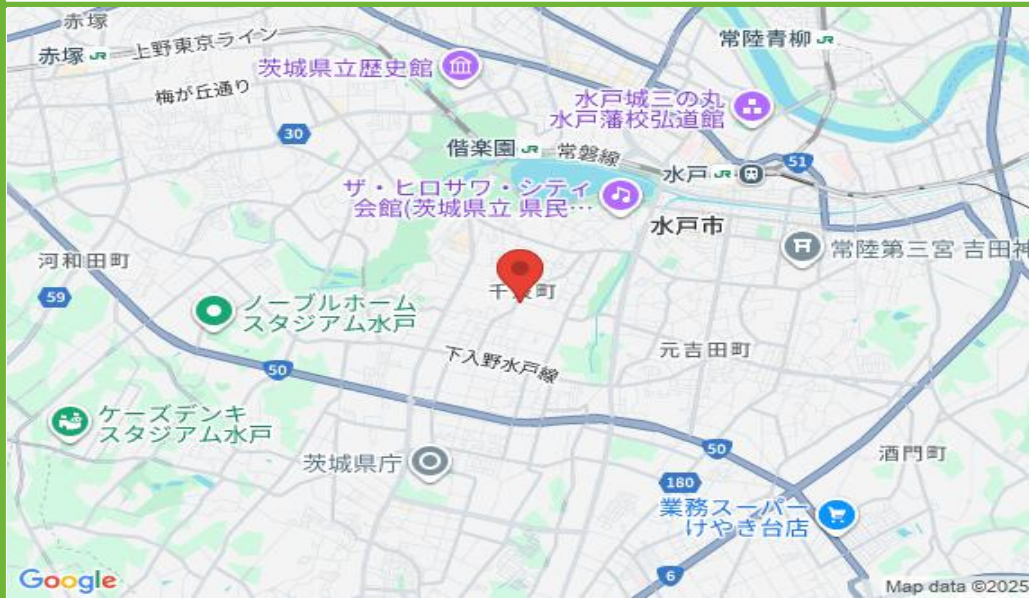 赤塚
赤塚 JR
上野東京ライン
常陸青柳 JR
茨城県立歴史館
梅が丘通り
水戸城三の丸
水戸藩校弘道館
30
偕楽園 JR
常磐線
51
水戸 JR
ザ・ヒロサワ・シティ
会館(茨城県立 県民…
水戸市
常陸第三宮 吉田神
河和田町
59
ノーブルホーム
スタジアム水戸
千波町
元吉田町
下入野水戸線
50
ケーズデンキ
スタジアム水戸
茨城県庁
50
酒門町
180
業務スーパー
けやき台店
6
Google
Map data ©2025